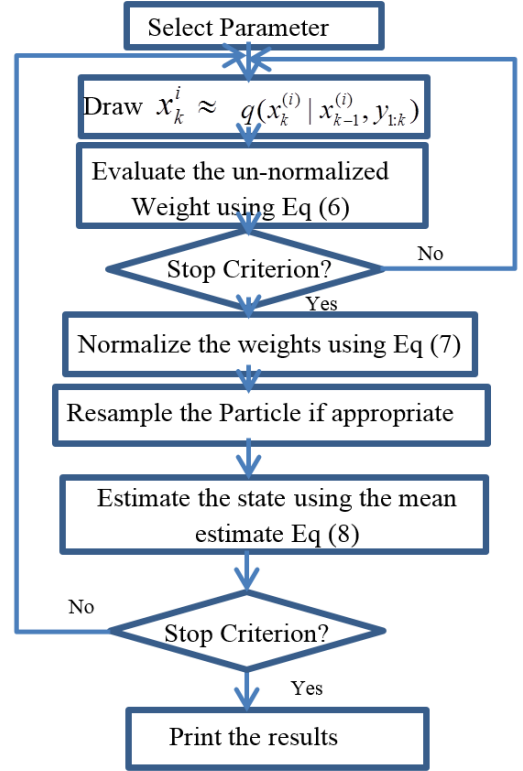 Select Parameter
Draw x_k^i ≈ q(x_k^{(i)} | x_{k-1}^{(i)}, y_{1:k})
Evaluate the un-normalized
Weight using Eq (6)
Stop Criterion?
No
Yes
Normalize the weights using Eq (7)
Resample the Particle if appropriate
Estimate the state using the mean
estimate Eq (8)
No
Stop Criterion?
Yes
Print the results